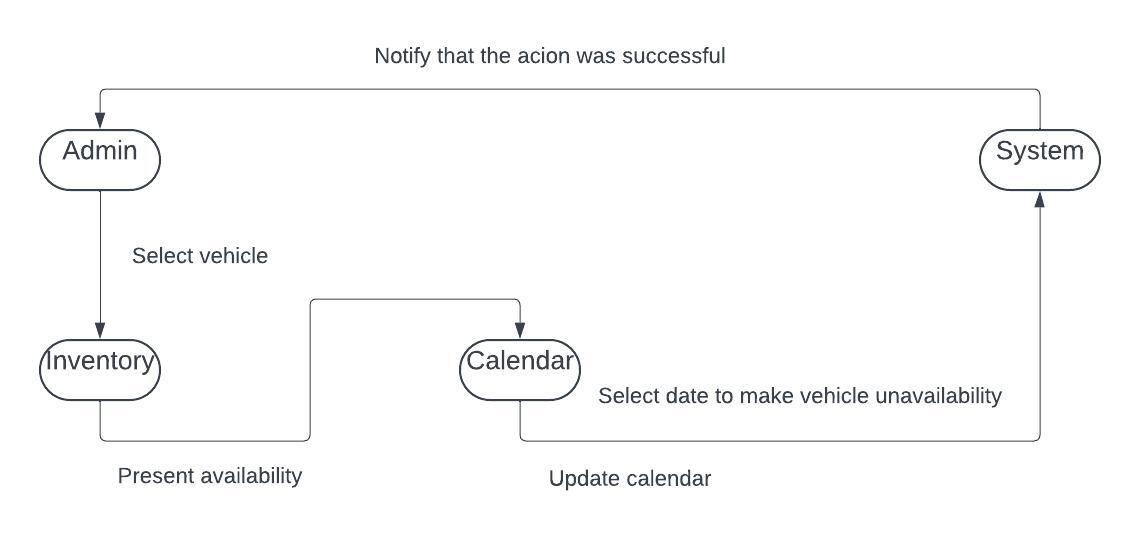 Notify that the acion was successful
Admin
System
Select vehicle
Inventory
Calendar
Select date to make vehicle unavailability
Present availability
Update calendar